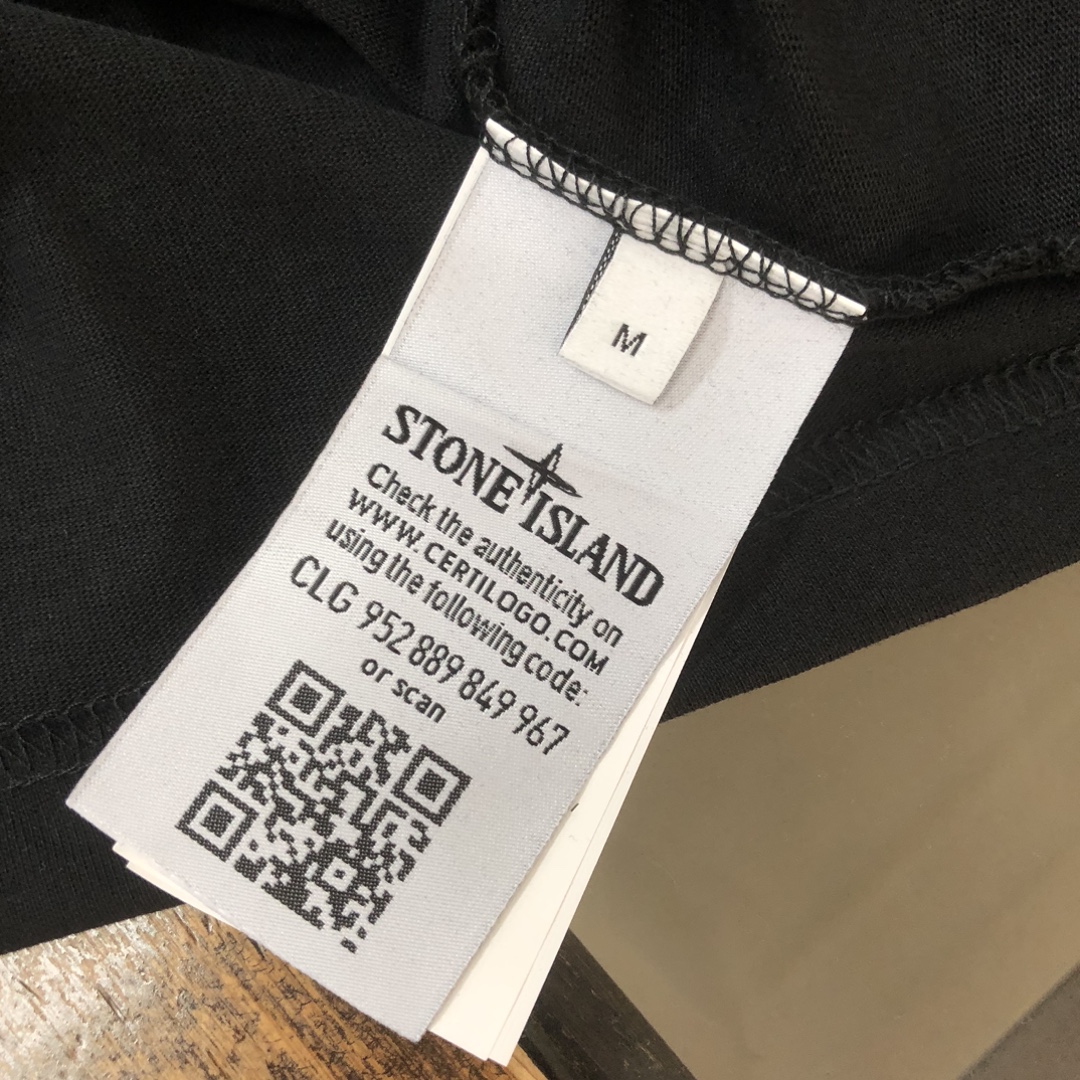 M
STONE ISLAND
Check the authenticity on
WWW.CERTILOGO.COM
using the following code:
CLG 952 889 849 967
or scan